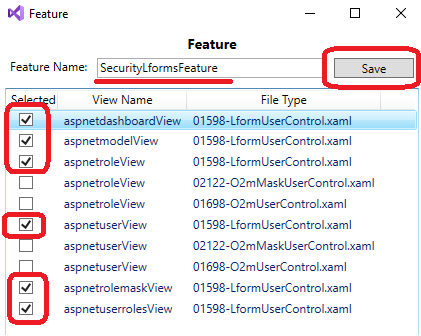 Feature
Feature
Feature Name: SecurityLformsFeature Save
Selected View Name File Type
aspnetdashboardView 01598-LformUserControl.xaml
aspnetmodelView 01598-LformUserControl.xaml
aspnetroleView 01598-LformUserControl.xaml
aspnetroleView 02122-O2mMaskUserControl.xaml
aspnetroleView 01698-O2mUserControl.xaml
aspnetuserView 01598-LformUserControl.xaml
aspnetuserView 02122-O2mMaskUserControl.xaml
aspnetuserView 01698-O2mUserControl.xaml
aspnetrolemaskView 01598-LformUserControl.xaml
aspnetuserrolesView 01598-LformUserControl.xaml